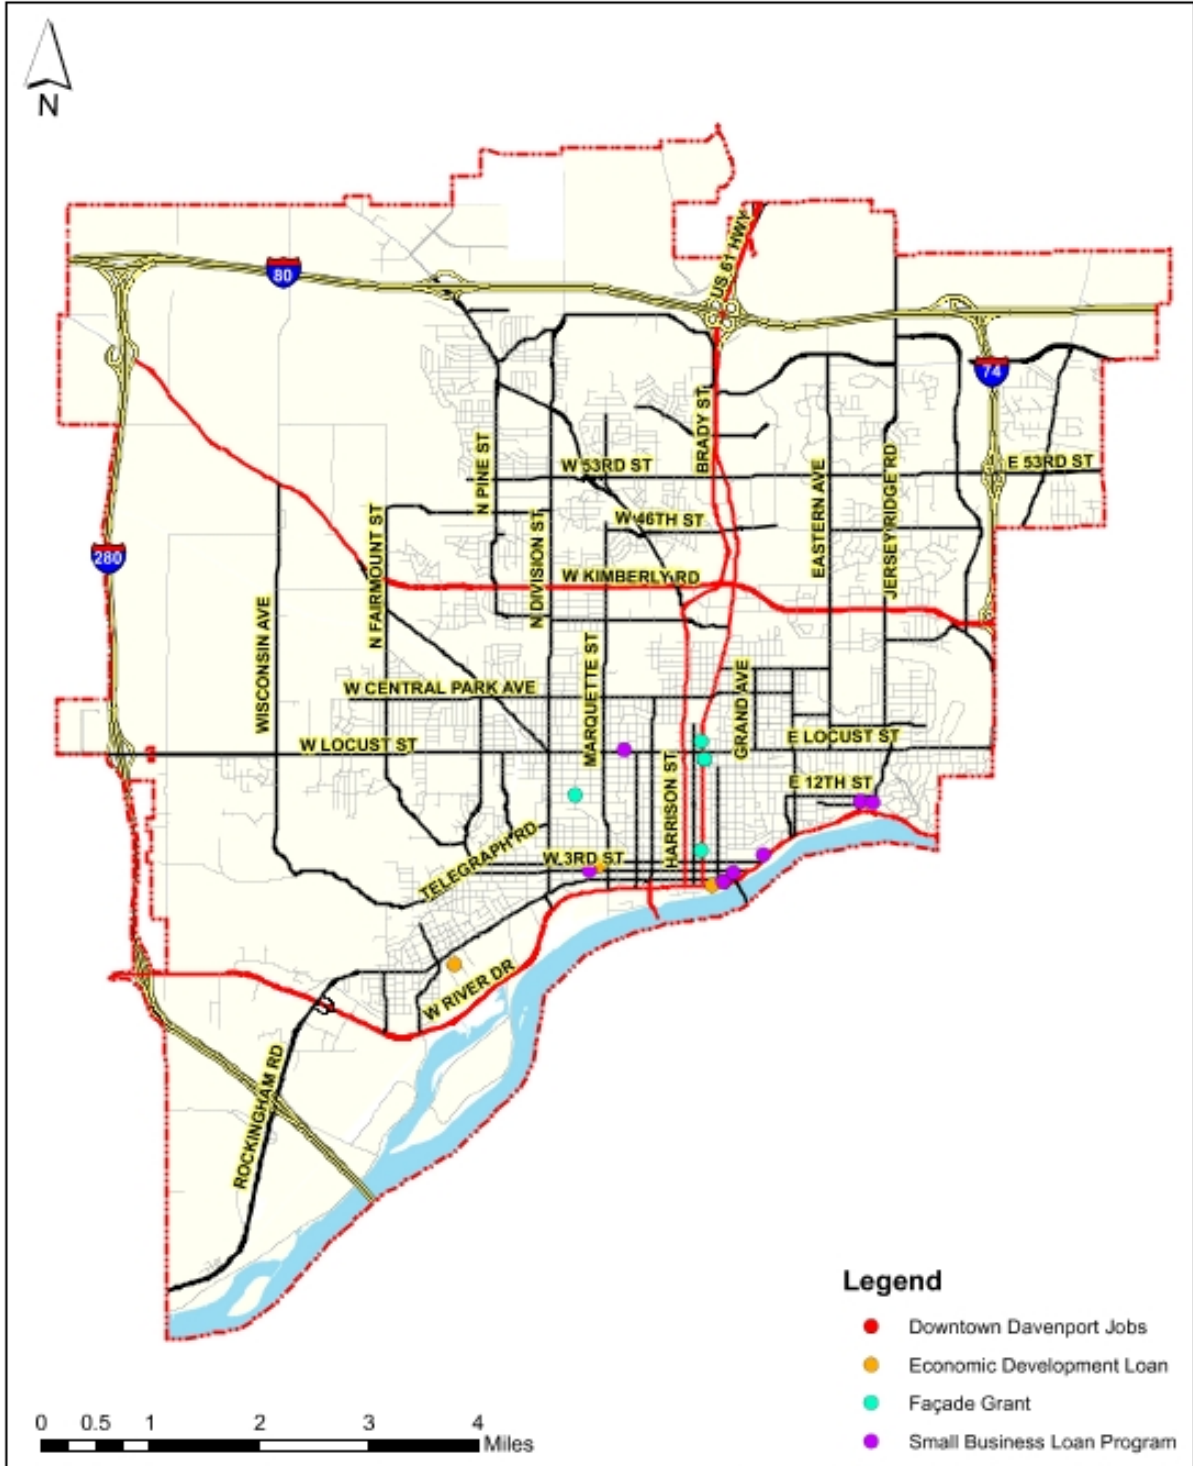 N
US 61 HWY
80
74
BRADY ST
N PINE ST
W 53RD ST
E 53RD ST
EASTERN AVE
JERSEY RIDGE RD
W 46TH ST
N FAIRMOUNT ST
N DIVISION ST
280
W KIMBERLY RD
WISCONSIN AVE
MARQUETTE ST
GRAND AVE
W CENTRAL PARK AVE
W LOCUST ST
E LOCUST ST
HARRISON ST
E 12TH ST
TELEGRAPH RD
W 3RD ST
W RIVER DR
ROCKINGHAM RD
Legend
Downtown Davenport Jobs
Economic Development Loan
Façade Grant
Small Business Loan Program
0 0.5 1 2 3 4
Miles